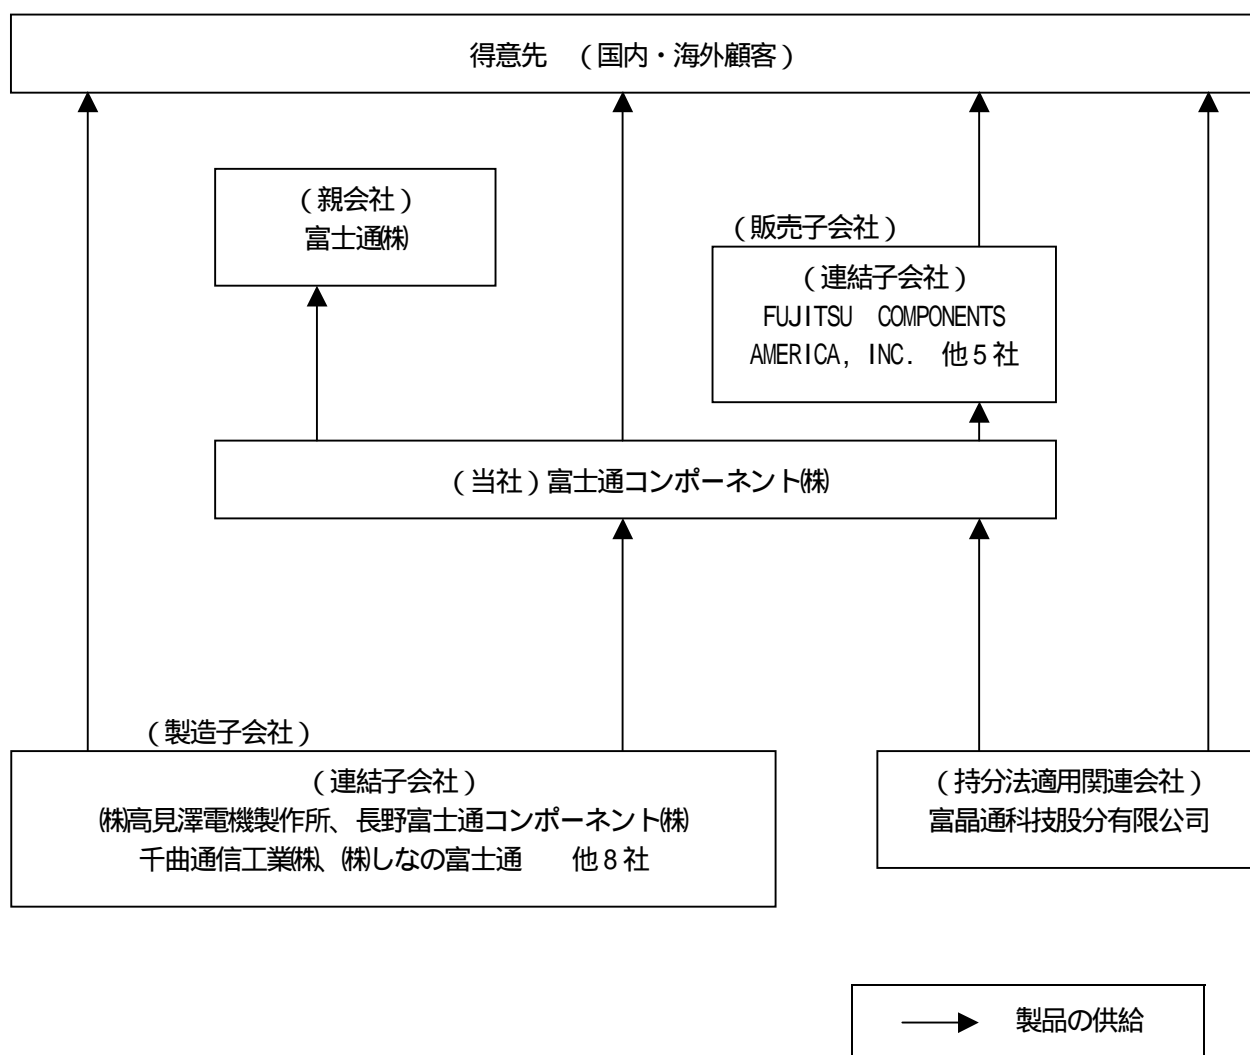 得意先　（国内・海外顧客）
（親会社）
富士通㈱
（販売子会社）
（連結子会社）
FUJITSU　COMPONENTS
AMERICA, INC.　他５社
（当社）富士通コンポーネント㈱
（製造子会社）
（連結子会社）
㈱高見澤電機製作所、長野富士通コンポーネント㈱
千曲通信工業㈱、㈱しなの富士通　　他８社
（持分法適用関連会社）
富晶通科技股分有限公司
製品の供給